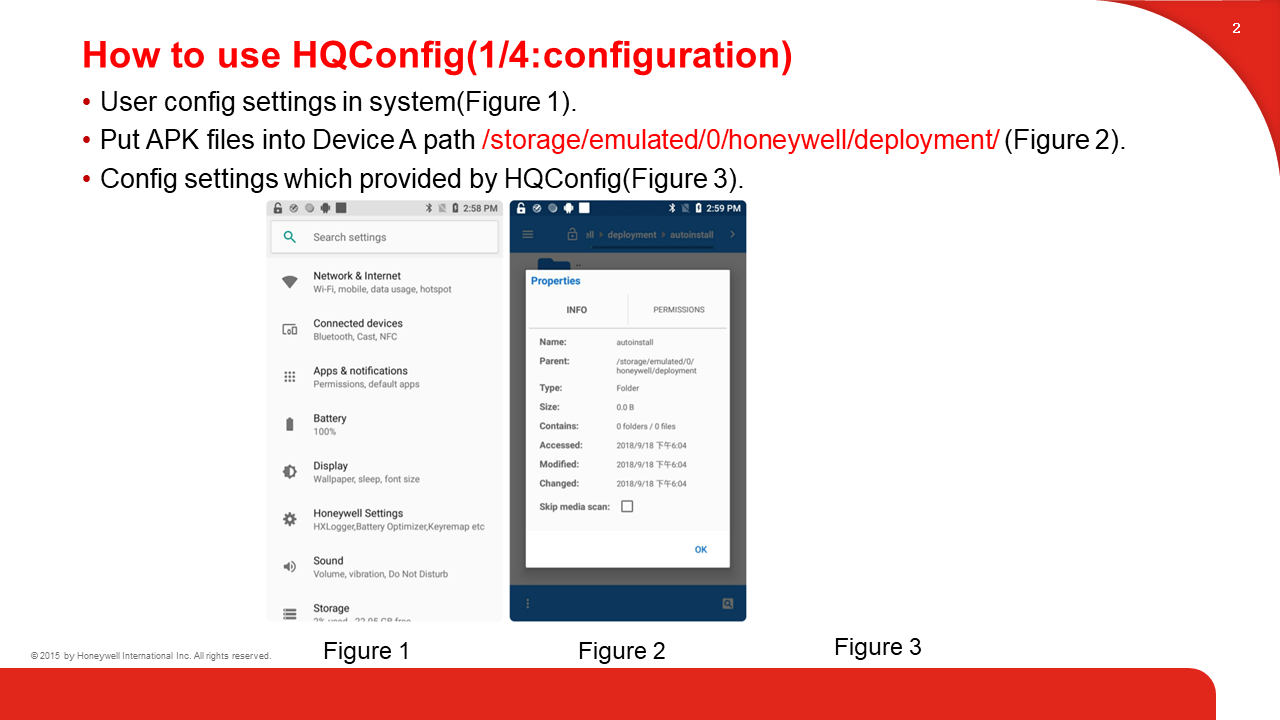 2
How to use HQConfig(1/4:configuration)
• User config settings in system(Figure 1).
• Put APK files into Device A path /storage/emulated/0/honeywell/deployment/ (Figure 2).
• Config settings which provided by HQConfig(Figure 3).
2:58 PM
Search settings
Network & Internet
Wi-Fi, mobile, data usage, hotspot
Connected devices
Bluetooth, Cast, NFC
Apps & notifications
Permissions, default apps
Battery
100%
Display
Wallpaper, sleep, font size
Honeywell Settings
HXLogger,Battery Optimizer,Keyremap etc
Sound
Volume, vibration, Do Not Disturb
Storage
2:59 PM
ell > deployment > autoinstall >
..
Properties
INFO PERMISSIONS
Name: autoinstall
Parent: /storage/emulated/0/
honeywell/deployment
Type: Folder
Size: 0.0 B
Contains: 0 folders / 0 files
Accessed: 2018/9/18 下午6:04
Modified: 2018/9/18 下午6:04
Changed: 2018/9/18 下午6:04
Skip media scan:
OK
Figure 1
Figure 2
Figure 3
© 2015 by Honeywell International Inc. All rights reserved.